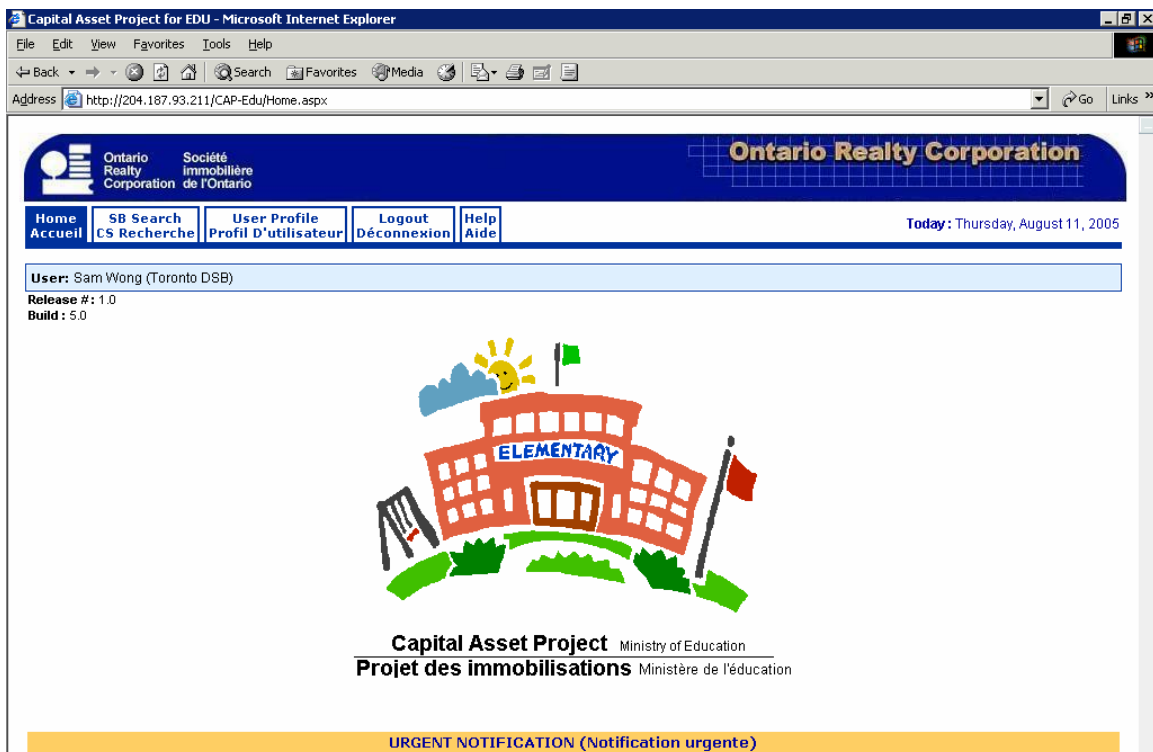 Capital Asset Project for EDU - Microsoft Internet Explorer
File Edit View Favorites Tools Help
Back Search Favorites Media
Address http://204.187.93.211/CAP-Edu/Home.aspx Go Links »
Ontario Société
Realty immobilière
Corporation de l'Ontario
Ontario Realty Corporation
Home SB Search User Profile Logout Help
Accueil CS Recherche Profil D'utilisateur Déconnexion Aide
Today: Thursday, August 11, 2005
User: Sam Wong (Toronto DSB)
Release #: 1.0
Build : 5.0
ELEMENTARY
Capital Asset Project Ministry of Education
Projet des immobilisations Ministère de l'éducation
URGENT NOTIFICATION (Notification urgente)